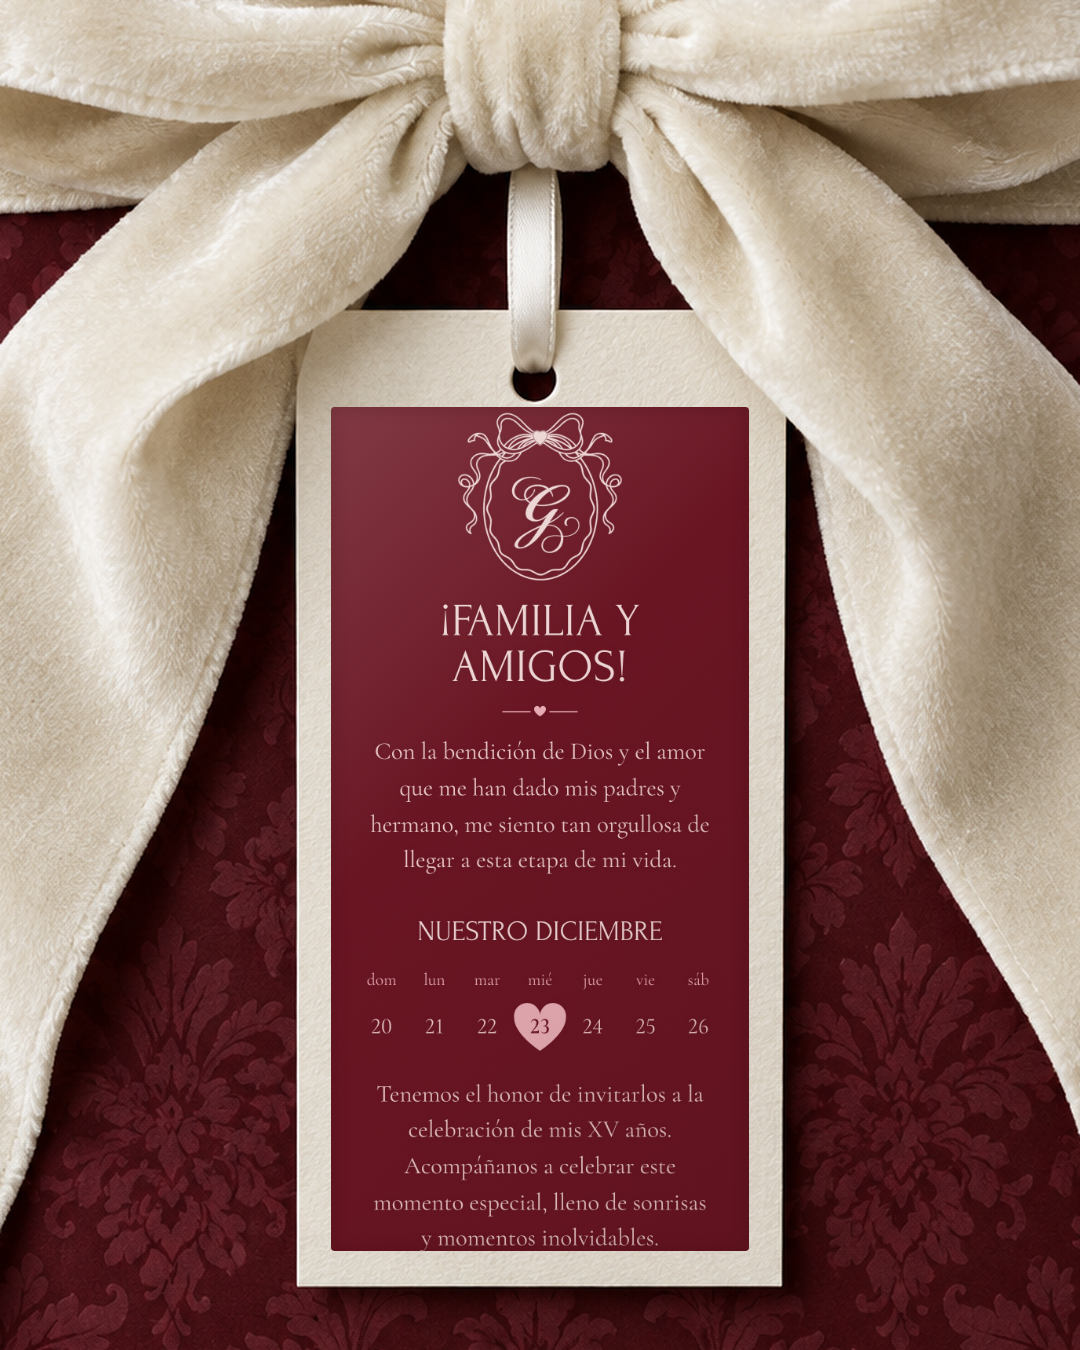 G
¡FAMILIA Y
AMIGOS!
Con la bendición de Dios y el amor
que me han dado mis padres y
hermano, me siento tan orgullosa de
llegar a esta etapa de mi vida.
NUESTRO DICIEMBRE
dom lun mar mié jue vie sáb
20 21 22 23 24 25 26
Tenemos el honor de invitarlos a la
celebración de mis XV años.
Acompáñanos a celebrar este
momento especial, lleno de sonrisas
y momentos inolvidables.